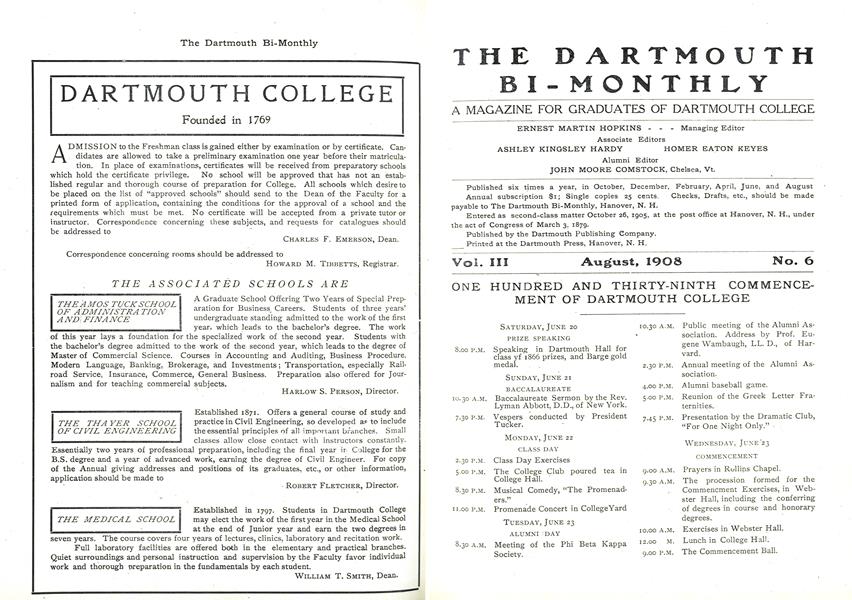 The Dartmouth Bi-Monthly
DARTMOUTH COLLEGE
Founded in 1769
ADMISSION to the Freshman class is gained either by examination or by certificate. Can-
didates are allowed to take a preliminary examination one year before their matricula-
tion. In place of examinations, certificates will be received from preparatory schools
which hold the certificate privilege. No school will be approved that has not an estab-
lished regular and thorough course of preparation for College. All schools which desire to
be placed on the list of "approved schools" should send to the Dean of the Faculty for a
printed form of application, containing the conditions for the approval of a school and the
requirements which must be met. No certificate will be accepted from a private tutor or
instructor. Correspondence concerning these subjects, and requests for catalogues should
be addressed to
CHARLES F. EMERSON, Dean.
Correspondence concerning rooms should be addressed to
HOWARD M. TIBBETTS, Registrar.
THE ASSOCIATED SCHOOLS ARE
THE AMOS TUCK SCHOOL
OF ADMINISTRATION
AND FINANCE
A Graduate School Offering Two Years of Special Prep-
aration for Business Careers. Students of three years'
undergraduate standing admitted to the work of the first
year, which leads to the bachelor's degree. The work
of this year lays a foundation for the specialized work of the second year. Students with
the bachelor's degree admitted to the work of the second year, which leads to the degree of
Master of Commercial Science. Courses in Accounting and Auditing, Business Procedure,
Modern Language, Banking, Brokerage, and Investments; Transportation, especially Rail-
road Service, Insurance, Commerce, General Business. Preparation also offered for Jour-
nalism and for teaching commercial subjects.
HARLOW S. PERSON, Director.
THE THAYER SCHOOL
OF CIVIL ENGINEERING
Established 1871. Offers a general course of study and
practice in Civil Engineering, so developed as to include
the essential principles of all important branches. Small
classes allow close contact with instructors constantly.
Essentially two years of professional preparation, including the final year in College for the
B.S. degree and a year of advanced work, earning the degree of Civil Engineer. For copy
of the Annual giving addresses and positions of its graduates, etc., or other information,
application should be made to
ROBERT FLETCHER, Director.
THE MEDICAL SCHOOL
Established in 1797. Students in Dartmouth College
may elect the work of the first year in the Medical School
at the end of Junior year and earn the two degrees in
seven years. The course covers four years of lectures, clinics, laboratory and recitation work.
Full laboratory facilities are offered both in the elementary and practical branches.
Quiet surroundings and personal instruction and supervision by the Faculty favor individual
work and thorough preparation in the fundamentals by each student.
WILLIAM T. SMITH, Dean.
THE DARTMOUTH
BI-MONTHLY
A MAGAZINE FOR GRADUATES OF DARTMOUTH COLLEGE
ERNEST MARTIN HOPKINS - - - Managing Editor
Associate Editors
ASHLEY KINGSLEY HARDY HOMER EATON KEYES
Alumni Editor
JOHN MOORE COMSTOCK, Chelsea, Vt.
Published six times a year, in October, December, February, April, June, and August
Annual subscription $1; Single copies 25 cents. Checks, Drafts, etc., should be made
payable to The Dartmouth Bi-Monthly, Hanover, N. H.
Entered as second-class matter October 26, 1905, at the post office at Hanover, N. H., under
the act of Congress of March 3, 1879.
Published by the Dartmouth Publishing Company.
Printed at the Dartmouth Press, Hanover, N. H.
Vol. III August, 1908 No. 6
ONE HUNDRED AND THIRTY-NINTH COMMENCE-
MENT OF DARTMOUTH COLLEGE
SATURDAY, JUNE 20
PRIZE SPEAKING
8.00 P.M. Speaking in Dartmouth Hall for
class of 1866 prizes, and Barge gold
medal.
SUNDAY, JUNE 21
BACCALAUREATE
10.30 A.M. Baccalaureate Sermon by the Rev.
Lyman Abbott, D.D., of New York.
7.30 P.M. Vespers conducted by President
Tucker.
MONDAY, JUNE 22
CLASS DAY
2.30 P.M. Class Day Exercises
5.00 P.M. The College Club poured tea in
College Hall.
8.30 P.M. Musical Comedy, "The Promenad-
ers."
11.00 P.M. Promenade Concert in College Yard
TUESDAY, JUNE 23
ALUMNI DAY
8.30 A.M. Meeting of the Phi Beta Kappa
Society.
10.30 A.M. Public meeting of the Alumni As-
sociation. Address by Prof. Eu-
gene Wambaugh, LL. D., of Har-
vard.
2.30 P.M. Annual meeting of the Alumni As-
sociation.
4.00 P.M. Alumni baseball game.
5.00 P.M. Reunion of the Greek Letter Fra-
ternities.
7.45 P.M. Presentation by the Dramatic Club,
"For One Night Only."
WEDNESDAY, JUNE 23
COMMENCEMENT
9.00 A.M. Prayers in Rollins Chapel.
9.30 A.M. The procession formed for the
Commencment Exercises, in Web-
ster Hall, including the conferring
of degrees in course and honorary
degrees.
10.00 A.M. Exercises in Webster Hall.
12.00 M. Lunch in College Hall.
9.00 P.M. The Commencement Ball.